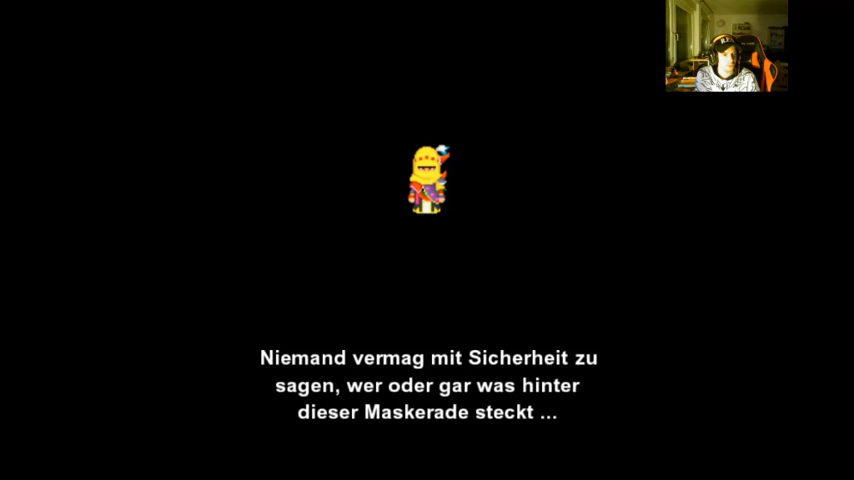 Niemand vermag mit Sicherheit zu
sagen, wer oder gar was hinter
dieser Maskerade steckt ...